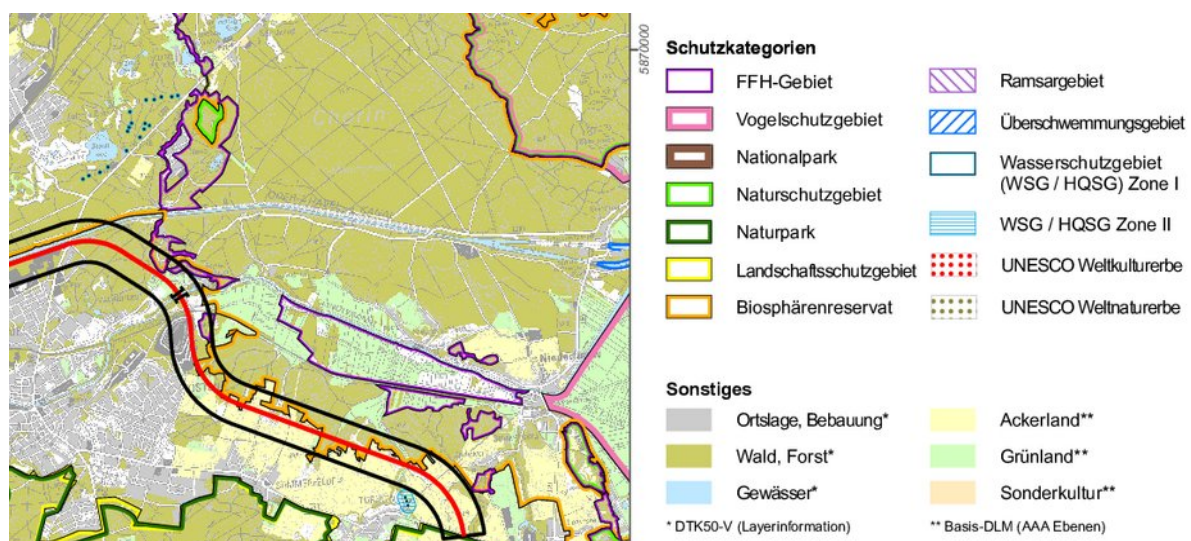 Chorin
5870000
Schutzkategorien
FFH-Gebiet
Vogelschutzgebiet
Nationalpark
Naturschutzgebiet
Naturpark
Landschaftsschutzgebiet
Biosphärenreservat
Ramsargebiet
Überschwemmungsgebiet
Wasserschutzgebiet
(WSG / HQSG) Zone I
WSG / HQSG Zone II
UNESCO Weltkulturerbe
UNESCO Weltnaturerbe
Sonstiges
Ortslage, Bebauung*
Wald, Forst*
Gewässer*
* DTK50-V (Layerinformation)
Ackerland**
Grünland**
Sonderkultur**
** Basis-DLM (AAA Ebenen)